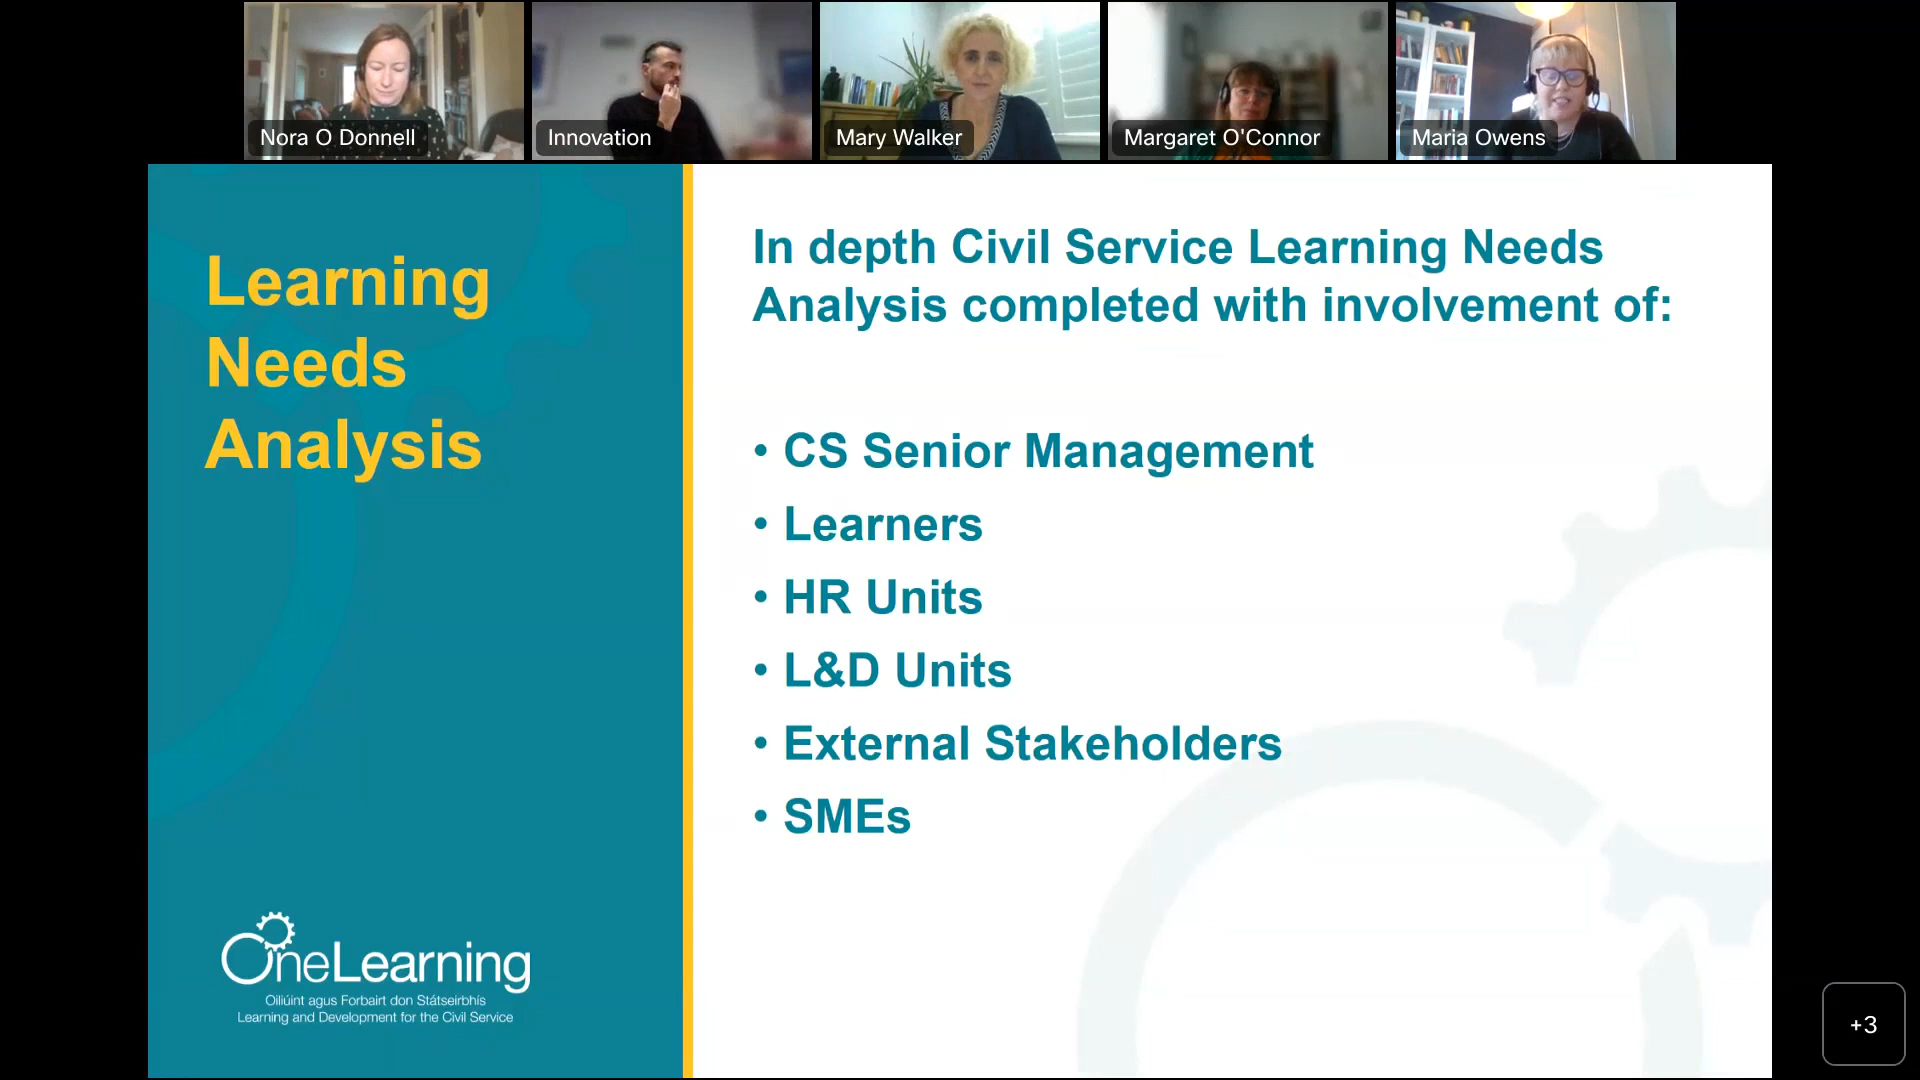 Nora O Donnell
Innovation
Mary Walker
Margaret O'Connor
Maria Owens
Learning
Needs
Analysis
OneLearning
Oiliúint agus Forbairt don Státseirbhís
Learning and Development for the Civil Service
In depth Civil Service Learning Needs
Analysis completed with involvement of:
• CS Senior Management
• Learners
• HR Units
• L&D Units
• External Stakeholders
• SMEs
+3